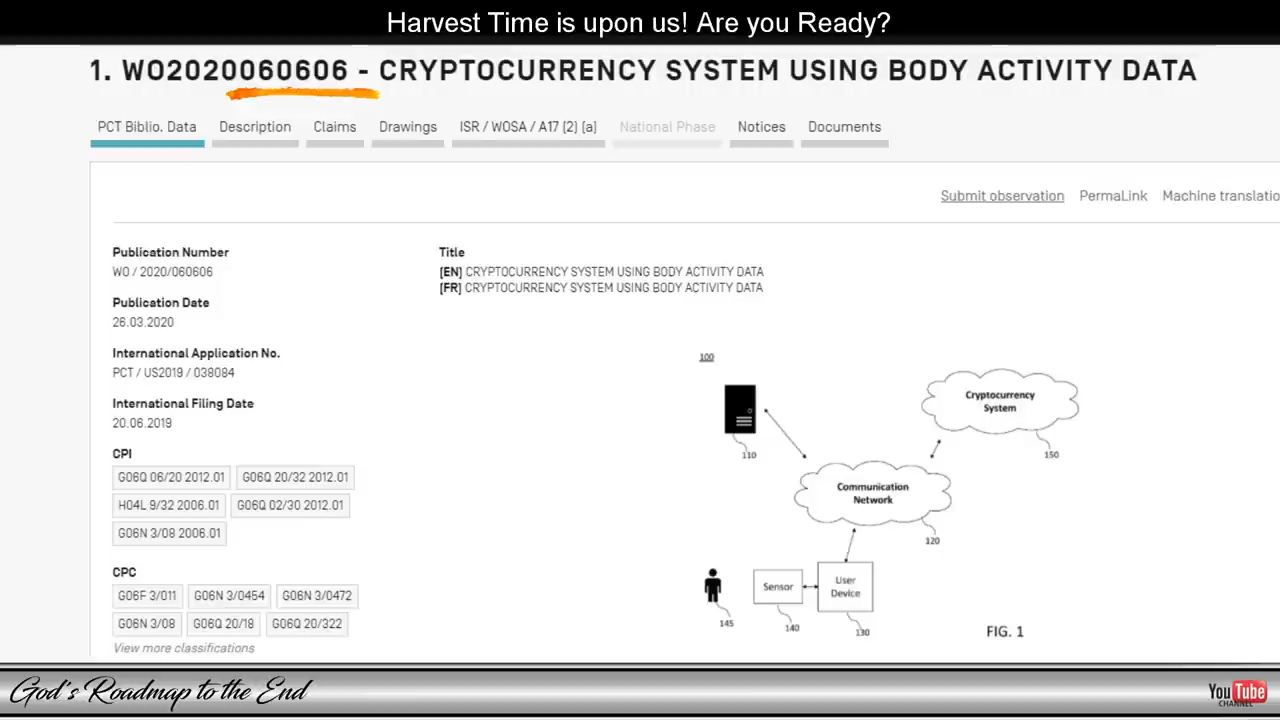 Harvest Time is upon us! Are you Ready?
1. WO2020060606 - CRYPTOCURRENCY SYSTEM USING BODY ACTIVITY DATA
PCT Biblio. Data Description Claims Drawings ISR / WOSA / A17 (2) (a) National Phase Notices Documents
Submit observation PermaLink Machine translatio
Publication Number
WO / 2020/060606
Publication Date
26.03.2020
International Application No.
PCT / US2019 / 038084
International Filing Date
20.06.2019
CPI
G06Q 06/20 2012.01 G06Q 20/32 2012.01
H04L 9/32 2006.01 G06Q 02/30 2012.01
G06N 3/08 2006.01
CPC
G06F 3/011 G06N 3/0454 G06N 3/0472
G06N 3/08 G06Q 20/18 G06Q 20/322
View more classifications
Title
[EN] CRYPTOCURRENCY SYSTEM USING BODY ACTIVITY DATA
[FR] CRYPTOCURRENCY SYSTEM USING BODY ACTIVITY DATA
100
110
Cryptocurrency
System
150
Communication
Network
120
145
Sensor
140
User
Device
130
FIG. 1
God's Roadmap to the End
YouTube
CHANNEL